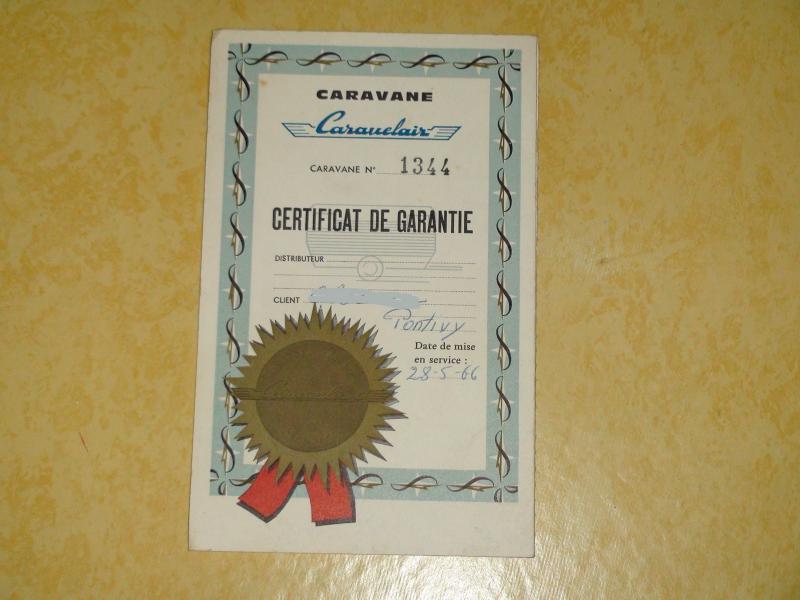 CARAVANE
Caravelair
CARAVANE N° 1344
CERTIFICAT DE GARANTIE
DISTRIBUTEUR
CLIENT
Pontivy
Date de mise
en service :
28-5-66